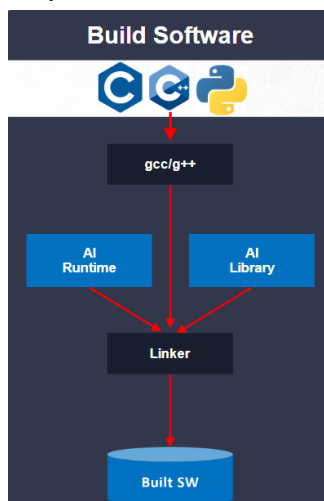 Build Software
C
C++
gcc/g++
AI
Runtime
AI
Library
Linker
Built SW